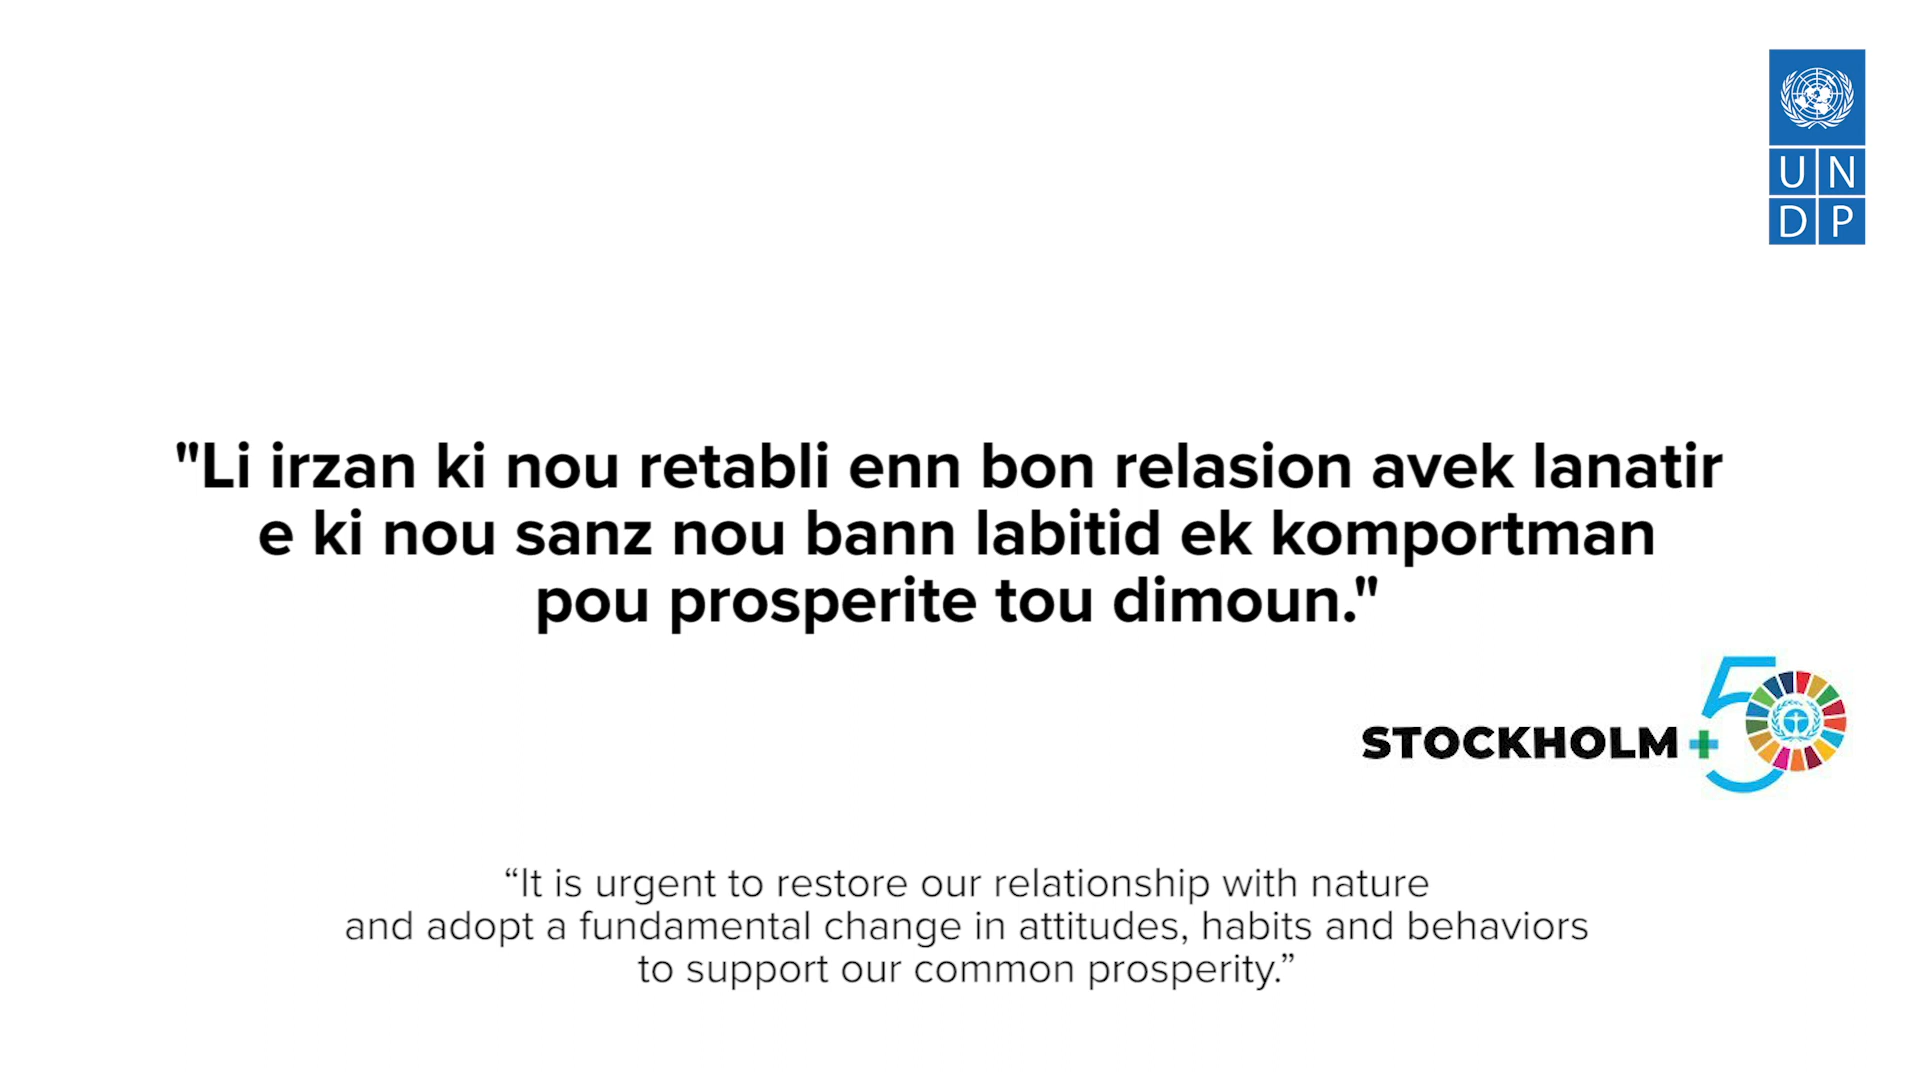 UN
DP
"Li irzan ki nou retabli enn bon relasion avek lanatir
e ki nou sanz nou bann labitid ek komportman
pou prosperite tou dimoun."
STOCKHOLM+50
“It is urgent to restore our relationship with nature
and adopt a fundamental change in attitudes, habits and behaviors
to support our common prosperity.”